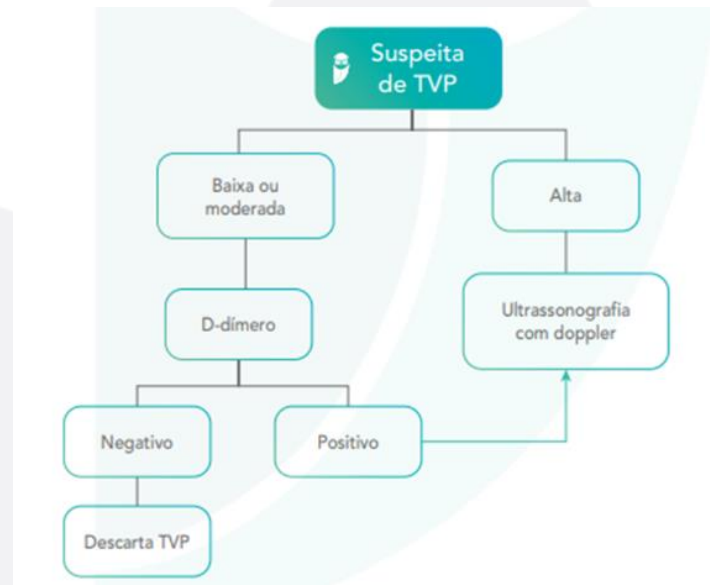 Suspeita
de TVP
Baixa ou
moderada
Alta
D-dímero
Ultrassonografia
com doppler
Negativo
Positivo
Descarta TVP